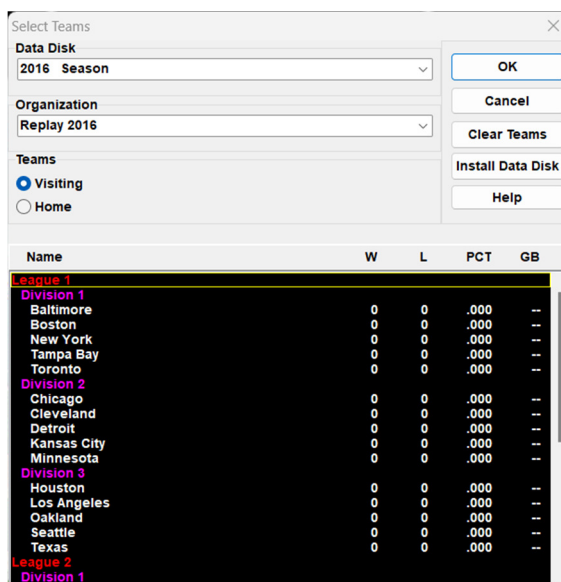 Select Teams
Data Disk
2016 Season
OK
Organization
Cancel
Replay 2016
Clear Teams
Teams
Install Data Disk
Visiting
Help
Home
Name W L PCT GB
League 1
Division 1
Baltimore 0 0 .000 --
Boston 0 0 .000 --
New York 0 0 .000 --
Tampa Bay 0 0 .000 --
Toronto 0 0 .000 --
Division 2
Chicago 0 0 .000 --
Cleveland 0 0 .000 --
Detroit 0 0 .000 --
Kansas City 0 0 .000 --
Minnesota 0 0 .000 --
Division 3
Houston 0 0 .000 --
Los Angeles 0 0 .000 --
Oakland 0 0 .000 --
Seattle 0 0 .000 --
Texas 0 0 .000 --
League 2
Division 1